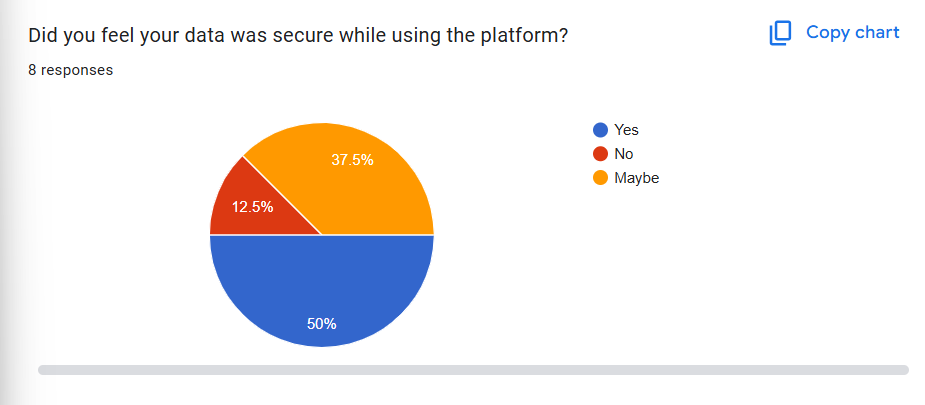 Did you feel your data was secure while using the platform?
Copy chart
8 responses
Yes
No
Maybe
37.5%
12.5%
50%